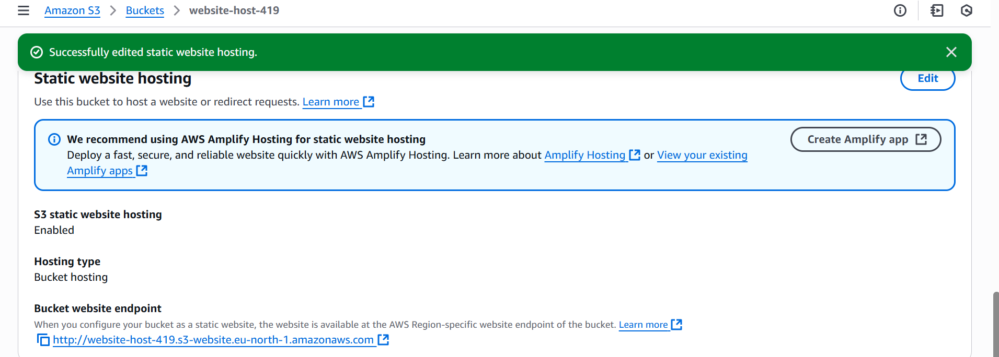 Amazon S3 > Buckets > website-host-419
Successfully edited static website hosting.
Static website hosting
Edit
Use this bucket to host a website or redirect requests. Learn more
We recommend using AWS Amplify Hosting for static website hosting
Create Amplify app
Deploy a fast, secure, and reliable website quickly with AWS Amplify Hosting. Learn more about Amplify Hosting or View your existing
Amplify apps
S3 static website hosting
Enabled
Hosting type
Bucket hosting
Bucket website endpoint
When you configure your bucket as a static website, the website is available at the AWS Region-specific website endpoint of the bucket. Learn more
http://website-host-419.s3-website.eu-north-1.amazonaws.com